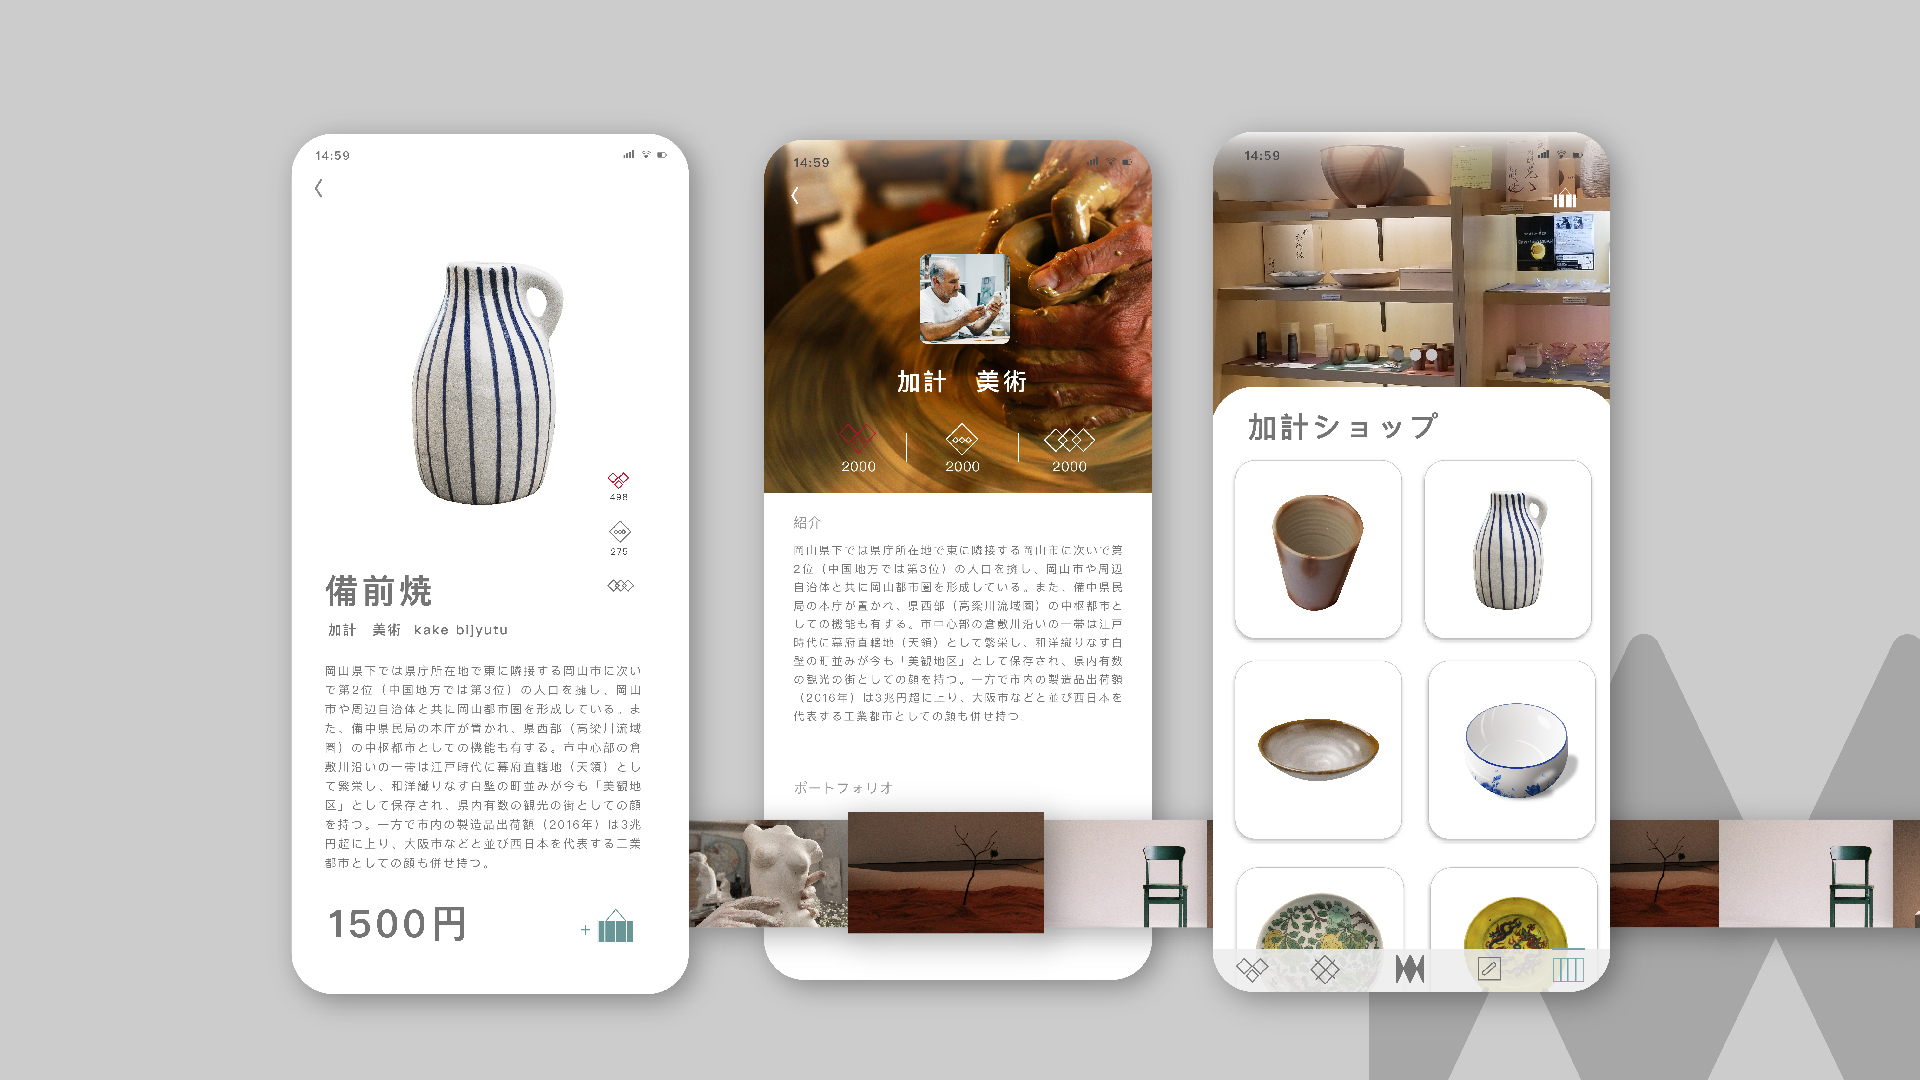 14:59
498
275
備前焼
加計　美術 kake bijyutu
岡山県下では県庁所在地で東に隣接する岡山市に次い
で第2位（中国地方では第3位）の人口を擁し、岡山
市や周辺自治体と共に岡山都市圏を形成している。ま
た、備中県民局の本庁が置かれ、県西部（高梁川流域
圏）の中枢都市としての機能も有する。市中心部の倉
敷川沿いの一帯は江戸時代に幕府直轄地（天領）とし
て繁栄し、和洋織りなす白壁の町並みが今も「美観地
区」として保存され、県内有数の観光の街としての顔
を持つ。一方で市内の製造品出荷額（2016年）は3兆
円超に上り、大阪市などと並び西日本を代表する工業
都市としての顔も併せ持つ。
1500円
+
14:59
加計　美術
2000
2000
2000
紹介
岡山県下では県庁所在地で東に隣接する岡山市に次いで第
2位（中国地方では第3位）の人口を擁し、岡山市や周辺
自治体と共に岡山都市圏を形成している。また、備中県民
局の本庁が置かれ、県西部（高梁川流域圏）の中枢都市と
しての機能も有する。市中心部の倉敷川沿いの一帯は江戸
時代に幕府直轄地（天領）として繁栄し、和洋織りなす白
壁の町並みが今も「美観地区」として保存され、県内有数
の観光の街としての顔を持つ。一方で市内の製造品出荷額
（2016年）は3兆円超に上り、大阪市などと並び西日本を
代表する工業都市としての顔も併せ持つ。
ポートフォリオ
14:59
加計ショップ